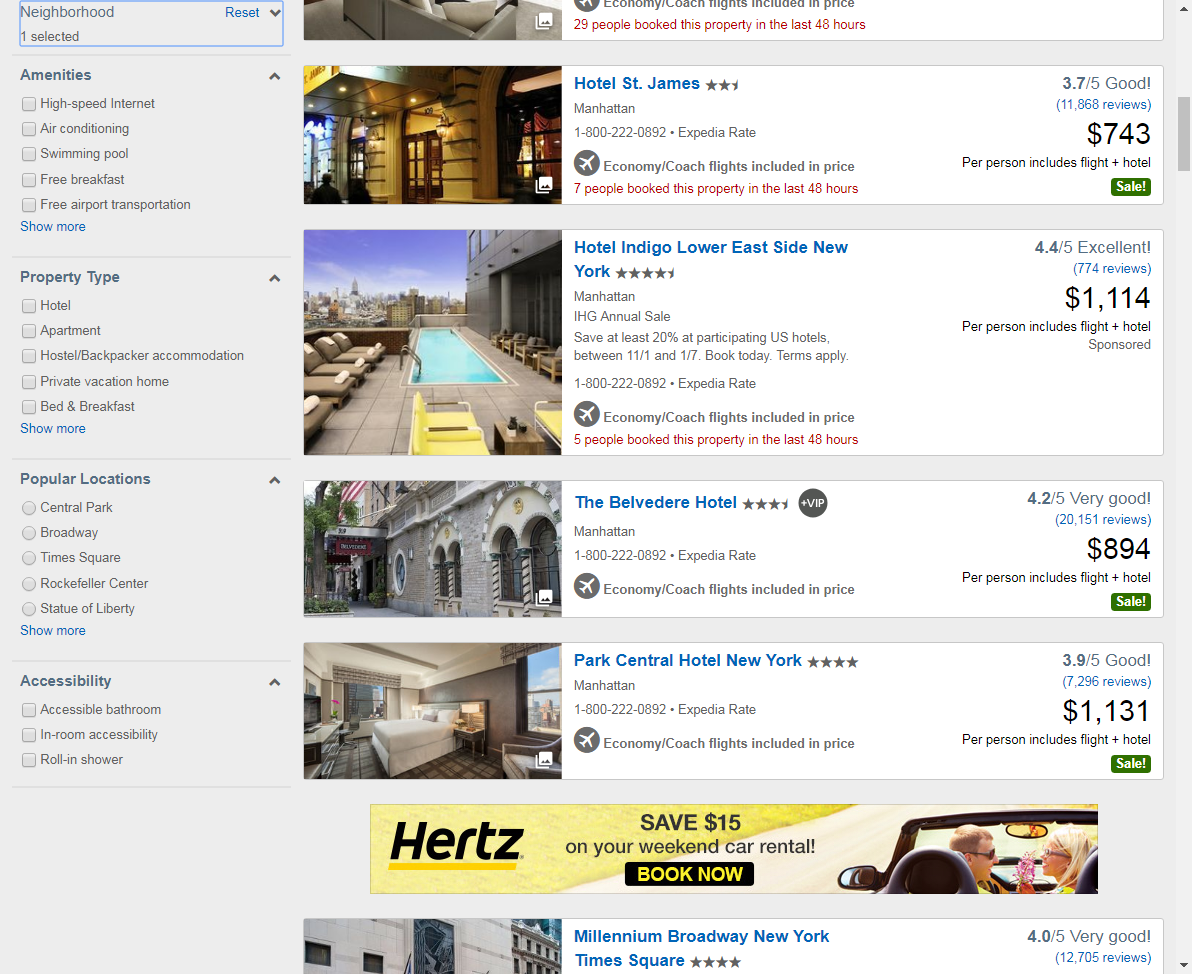 Neighborhood
Reset
1 selected
Amenities
High-speed Internet
Air conditioning
Swimming pool
Free breakfast
Free airport transportation
Show more
Property Type
Hotel
Apartment
Hostel/Backpacker accommodation
Private vacation home
Bed & Breakfast
Show more
Popular Locations
Central Park
Broadway
Times Square
Rockefeller Center
Statue of Liberty
Show more
Accessibility
Accessible bathroom
In-room accessibility
Roll-in shower
Economy/Coach flights included in price
29 people booked this property in the last 48 hours
Hotel St. James
Manhattan
1-800-222-0892 • Expedia Rate
Economy/Coach flights included in price
7 people booked this property in the last 48 hours
3.7/5 Good!
(11,868 reviews)
$743
Per person includes flight + hotel
Sale!
109
Hotel Indigo Lower East Side New
York
Manhattan
IHG Annual Sale
Save at least 20% at participating US hotels,
between 11/1 and 1/7. Book today. Terms apply.
1-800-222-0892 • Expedia Rate
Economy/Coach flights included in price
5 people booked this property in the last 48 hours
4.4/5 Excellent!
(774 reviews)
$1,114
Per person includes flight + hotel
Sponsored
The Belvedere Hotel
+VIP
Manhattan
1-800-222-0892 • Expedia Rate
Economy/Coach flights included in price
4.2/5 Very good!
(20,151 reviews)
$894
Per person includes flight + hotel
Sale!
319
BELVEDERE
Park Central Hotel New York
Manhattan
1-800-222-0892 • Expedia Rate
Economy/Coach flights included in price
3.9/5 Good!
(7,296 reviews)
$1,131
Per person includes flight + hotel
Sale!
Hertz
SAVE $15
on your weekend car rental!
BOOK NOW
Millennium Broadway New York
Times Square
4.0/5 Very good!
(12,705 reviews)